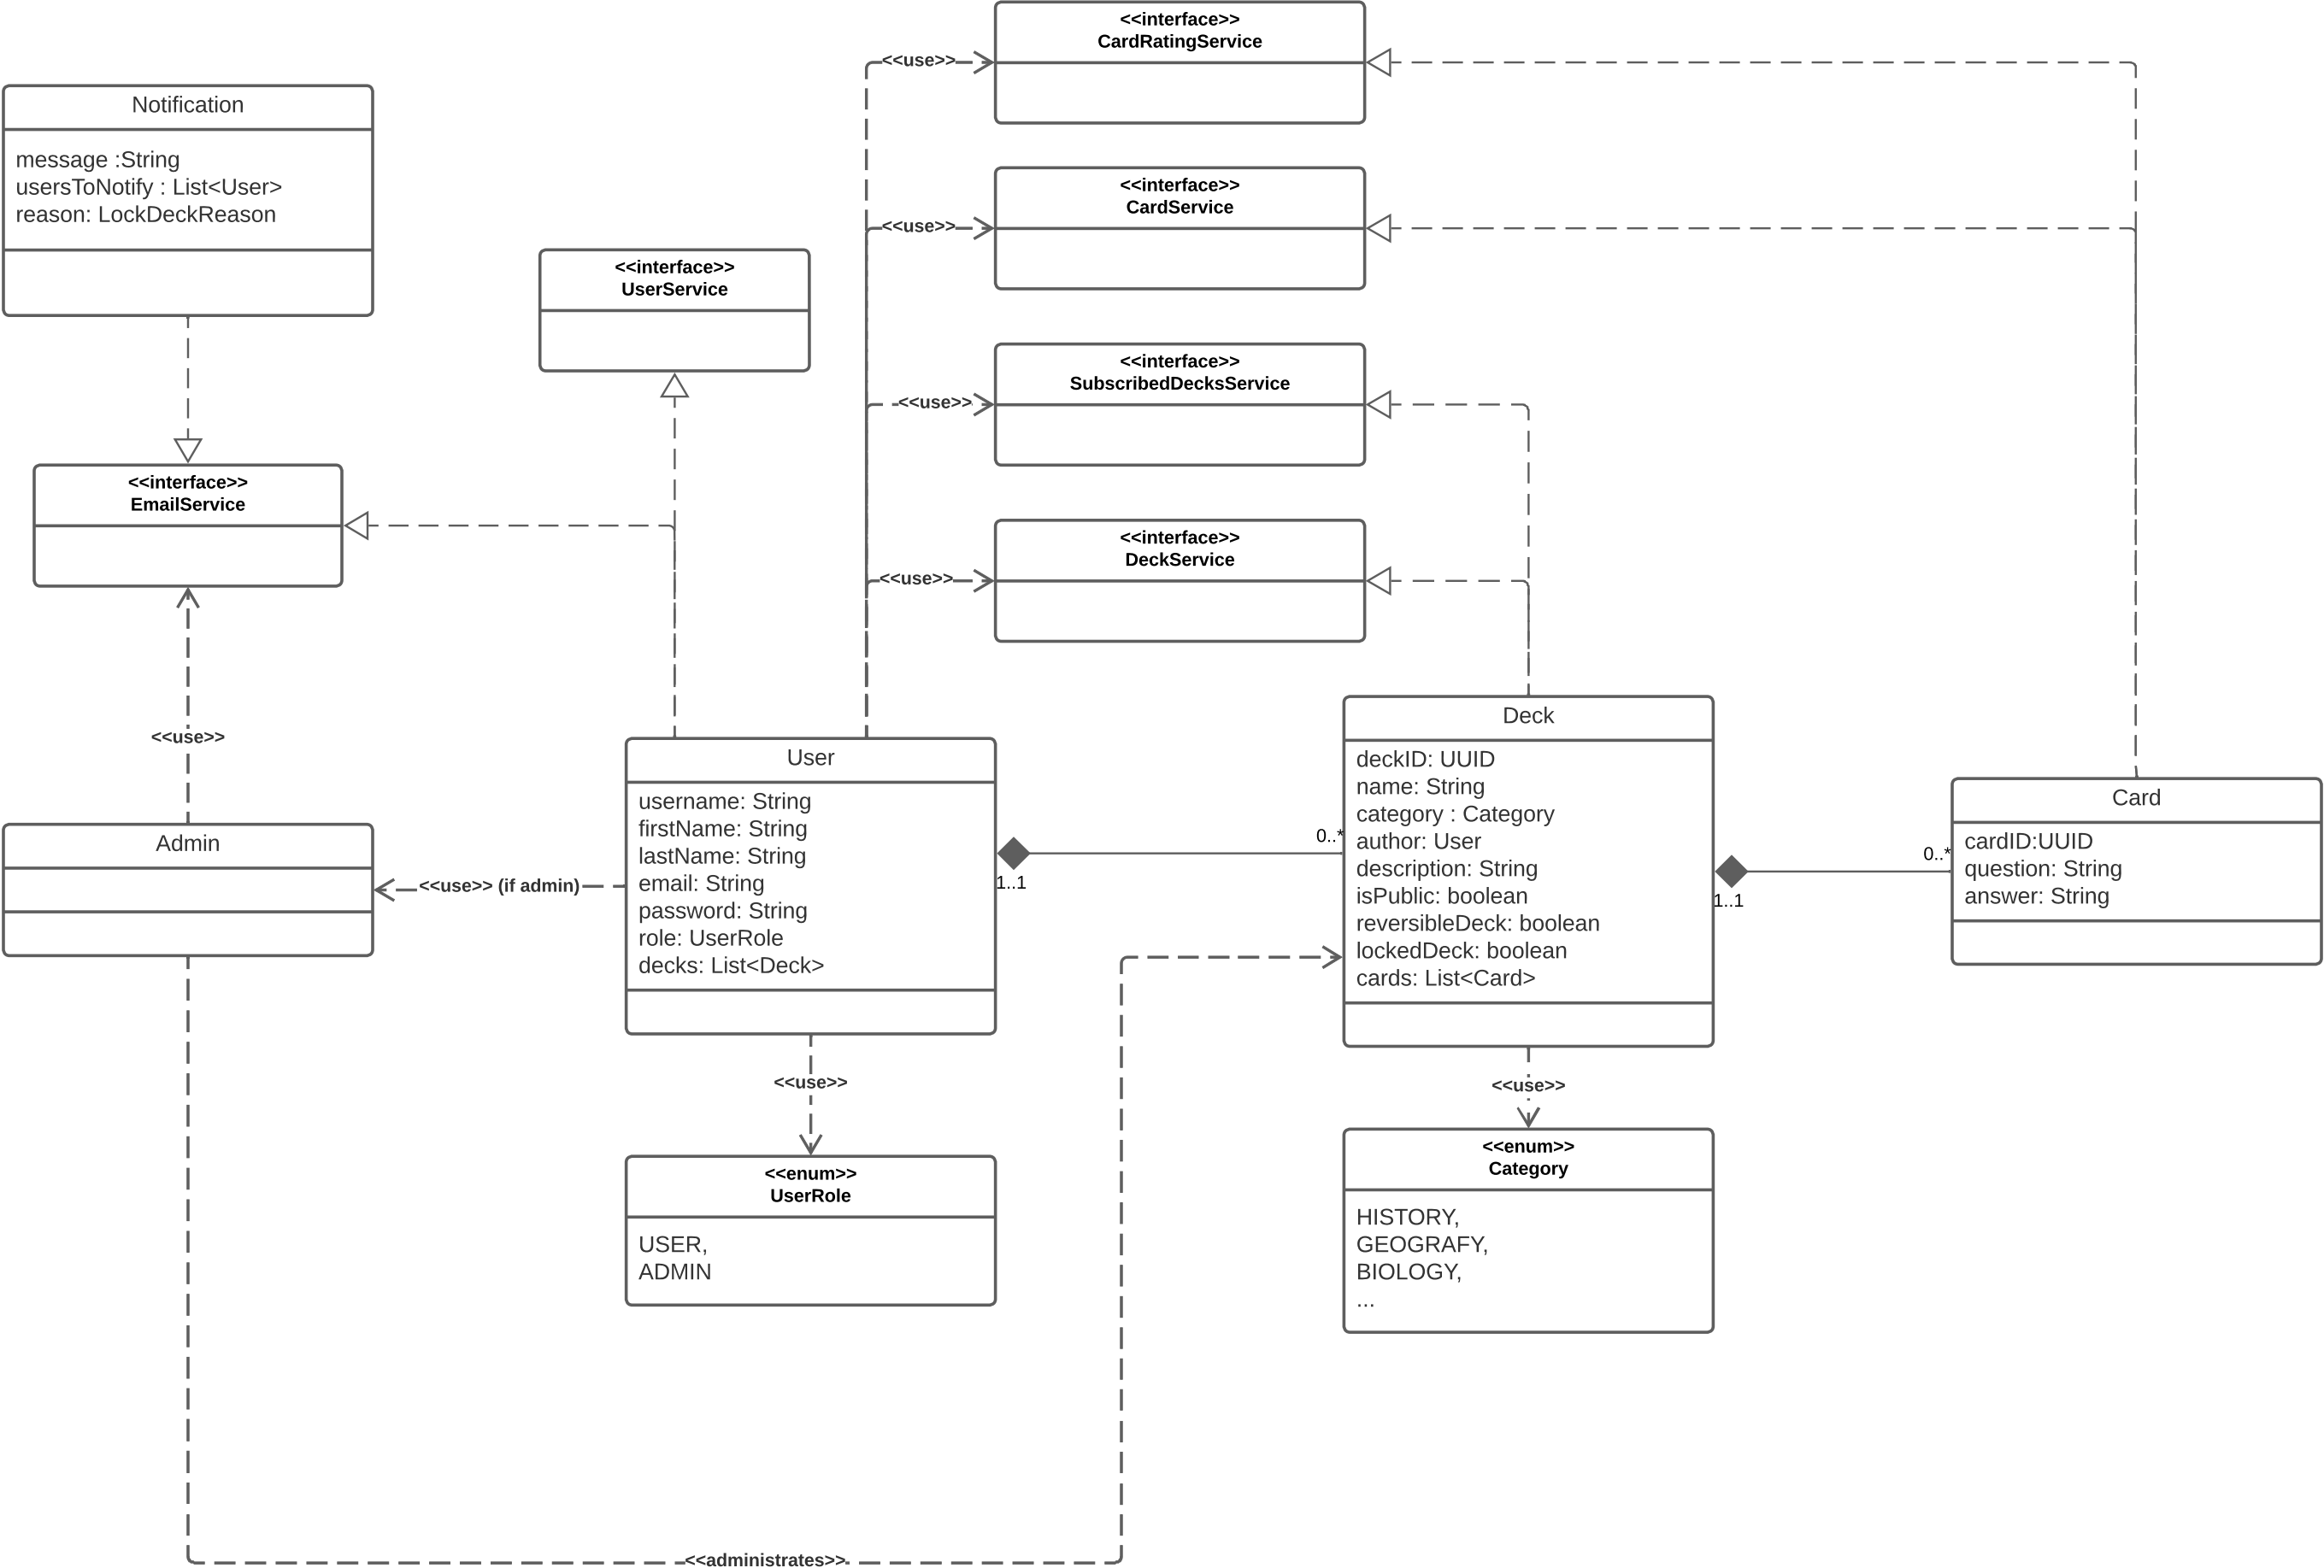 <<interface>>
CardRatingService
<<use>>
Notification
message :String
usersToNotify : List<User>
reason: LockDeckReason
<<interface>>
CardService
<<use>>
<<interface>>
UserService
<<interface>>
SubscribedDecksService
<<use>>
<<interface>>
EmailService
<<interface>>
DeckService
<<use>>
<<use>>
User
username: String
firstName: String
lastName: String
email: String
password: String
role: UserRole
decks: List<Deck>
Deck
deckID: UUID
name: String
category : Category
author: User
description: String
isPublic: boolean
reversibleDeck: boolean
lockedDeck: boolean
cards: List<Card>
Card
cardID:UUID
question: String
answer: String
Admin
<<use>> (if admin)
0..*
1..1
0..*
1..1
<<use>>
<<use>>
<<enum>>
UserRole
USER,
ADMIN
<<enum>>
Category
HISTORY,
GEOGRAFY,
BIOLOGY,
...
<<administrates>>